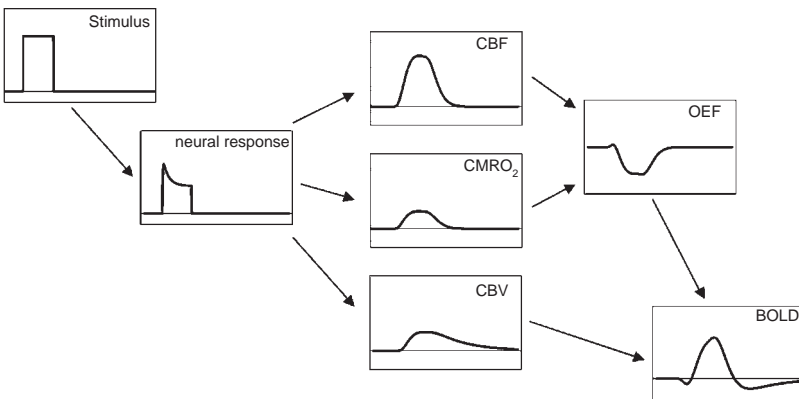 Stimulus
neural response
CBF
CMRO₂
CBV
OEF
BOLD